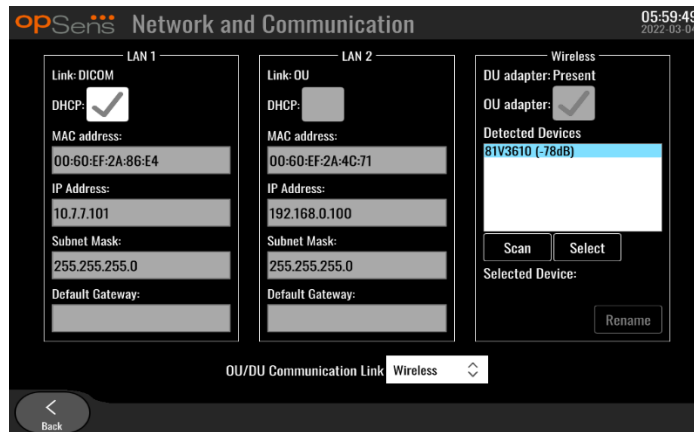 opSens Network and Communication
05:59:49
2022-03-04
LAN 1
Link: DICOM
DHCP:
MAC address:
00:60:EF:2A:86:E4
IP Address:
10.7.7.101
Subnet Mask:
255.255.255.0
Default Gateway:
LAN 2
Link: OU
DHCP:
MAC address:
00:60:EF:2A:4C:71
IP Address:
192.168.0.100
Subnet Mask:
255.255.255.0
Default Gateway:
Wireless
DU adapter: Present
OU adapter:
Detected Devices
81V3610 (-78dB)
Scan
Select
Selected Device:
Rename
OU/DU Communication Link Wireless
Back